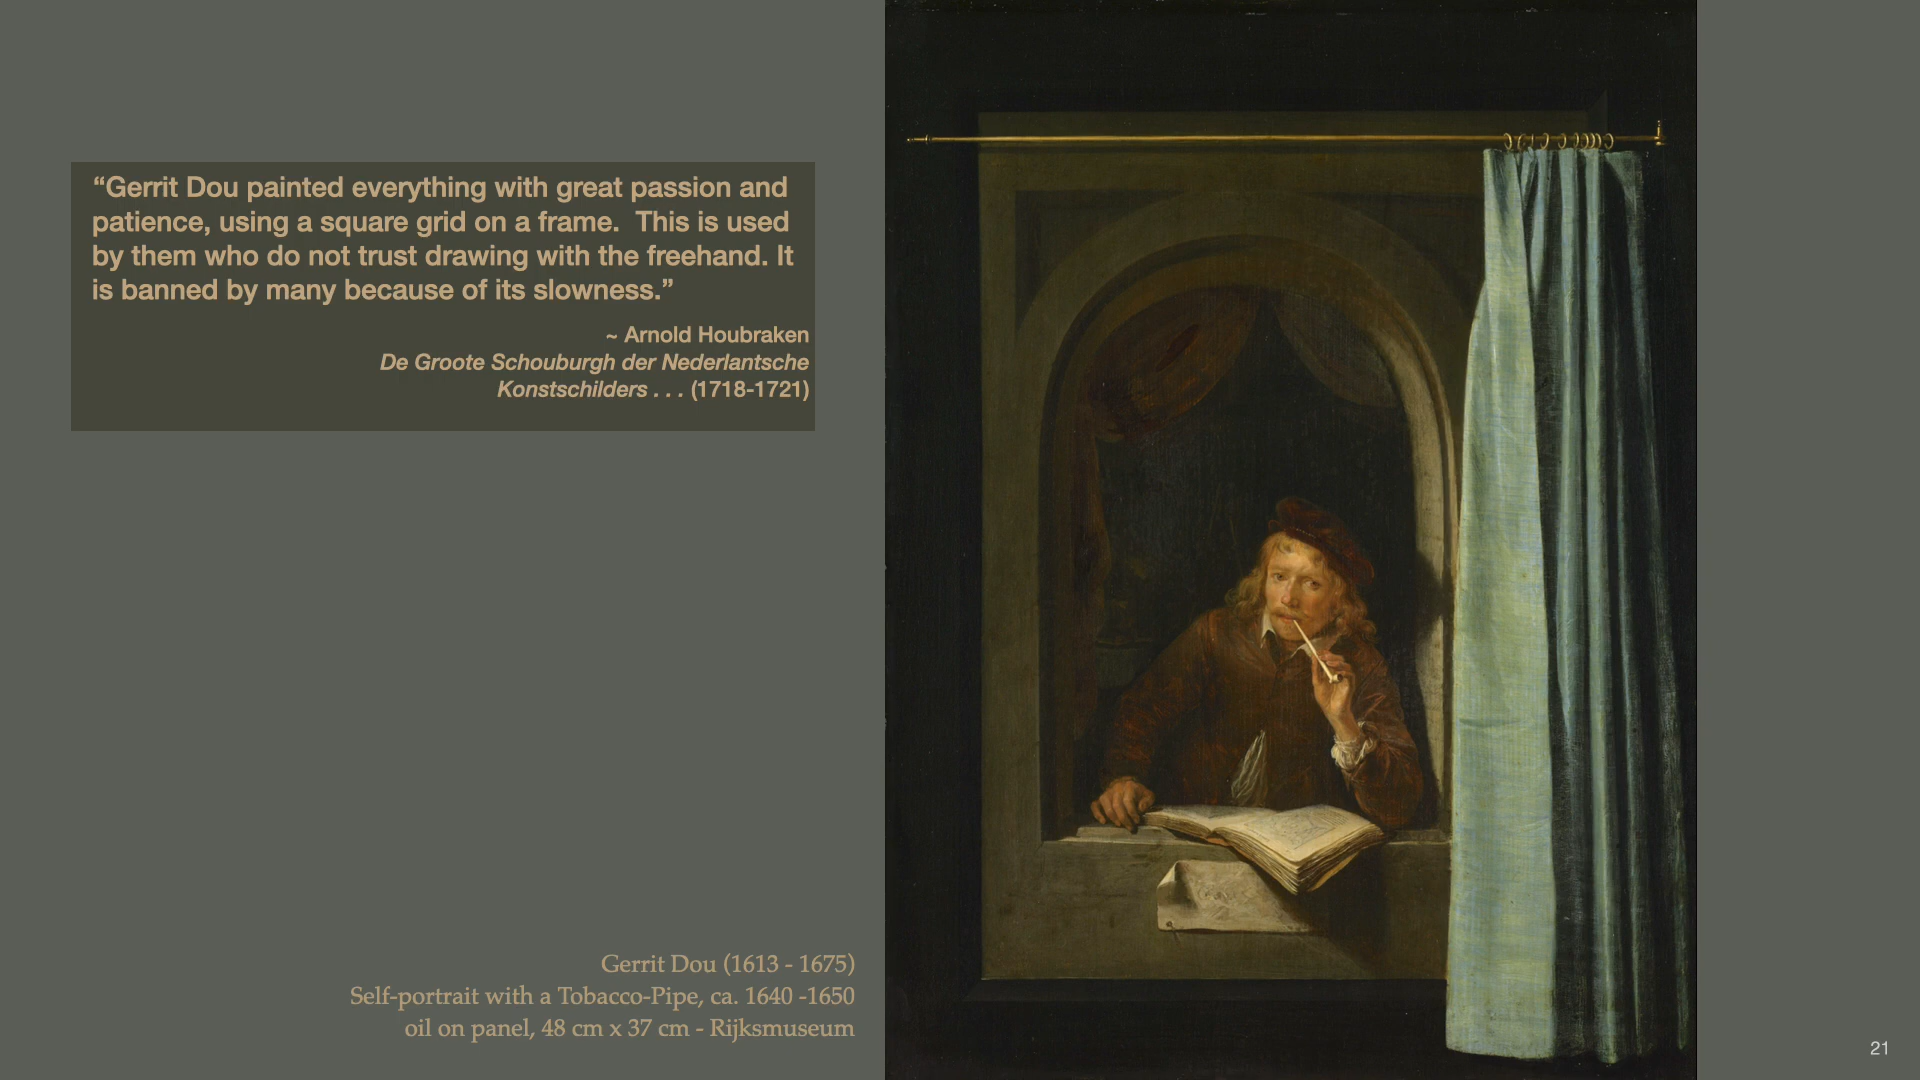 “Gerrit Dou painted everything with great passion and
patience, using a square grid on a frame.  This is used
by them who do not trust drawing with the freehand. It
is banned by many because of its slowness.”
~ Arnold Houbraken
De Groote Schouburgh der Nederlantsche
Konstschilders . . . (1718-1721)
Gerrit Dou (1613 - 1675)
Self-portrait with a Tobacco-Pipe, ca. 1640 -1650
oil on panel, 48 cm x 37 cm - Rijksmuseum
21